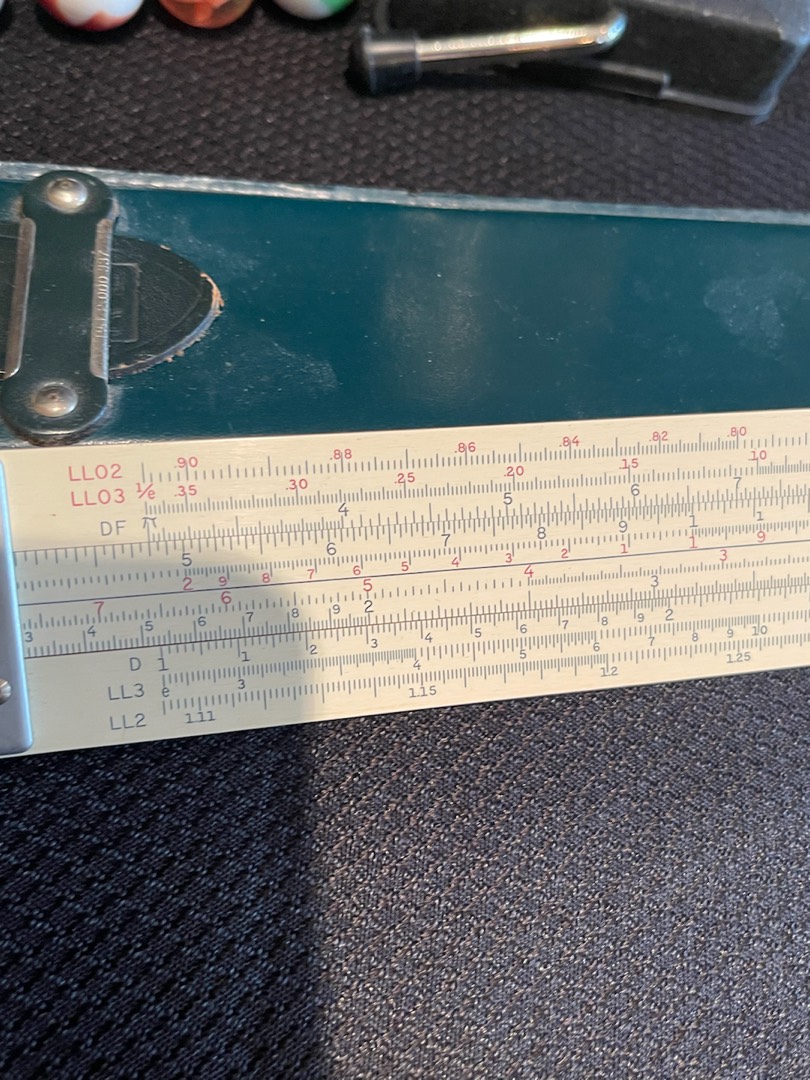 LL02 .90 .88 .86 .84 .82 .80
LL03 1/e .35 .30 .25 .20 .15 .10
DF π 4 5 6 7
5 6 7 8 9 1 1
2 9 8 7 6 5 4 3 2 1 1 9
7 6 5 4 3
3 4 5 6 7 8 9 2 3
D 1 1 2 3 4 5 6 7 8 9 2
LL3 e 3 4 5 6 7 8 9 10
LL2 1.11 1.15 1.2 1.25